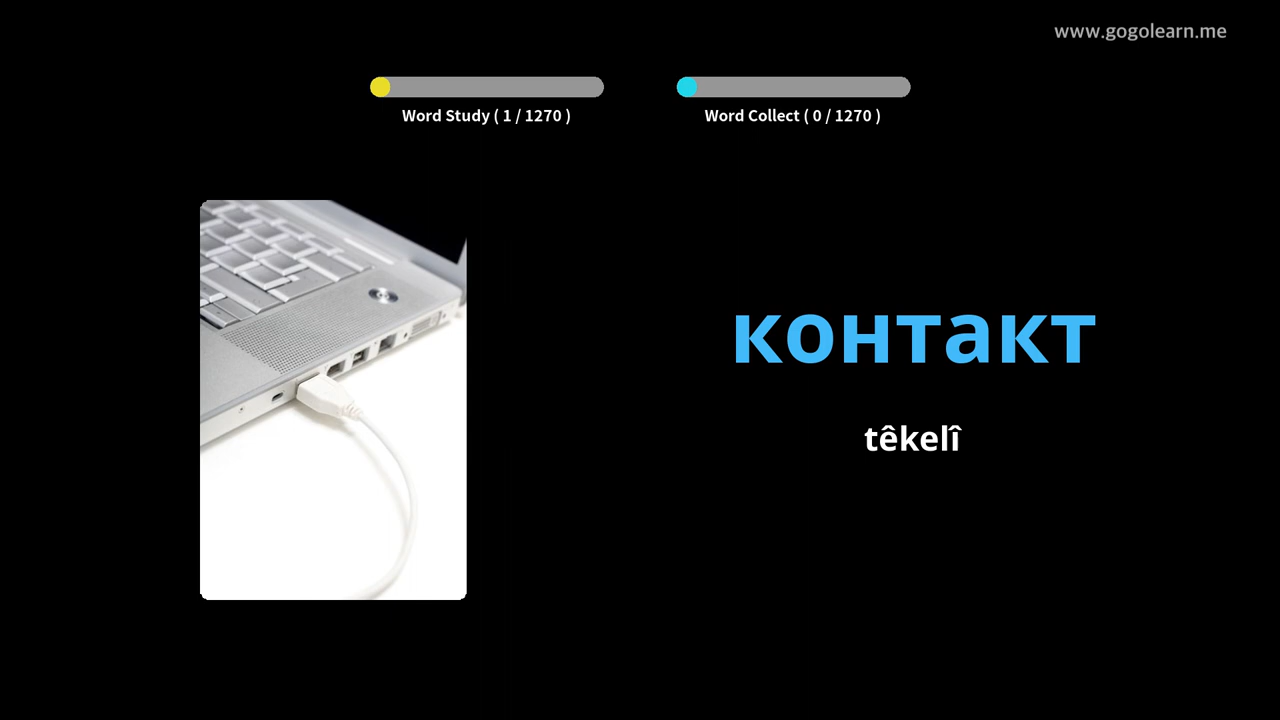 www.gogolearn.me
Word Study ( 1 / 1270 )
Word Collect ( 0 / 1270 )
контакт
têkelî